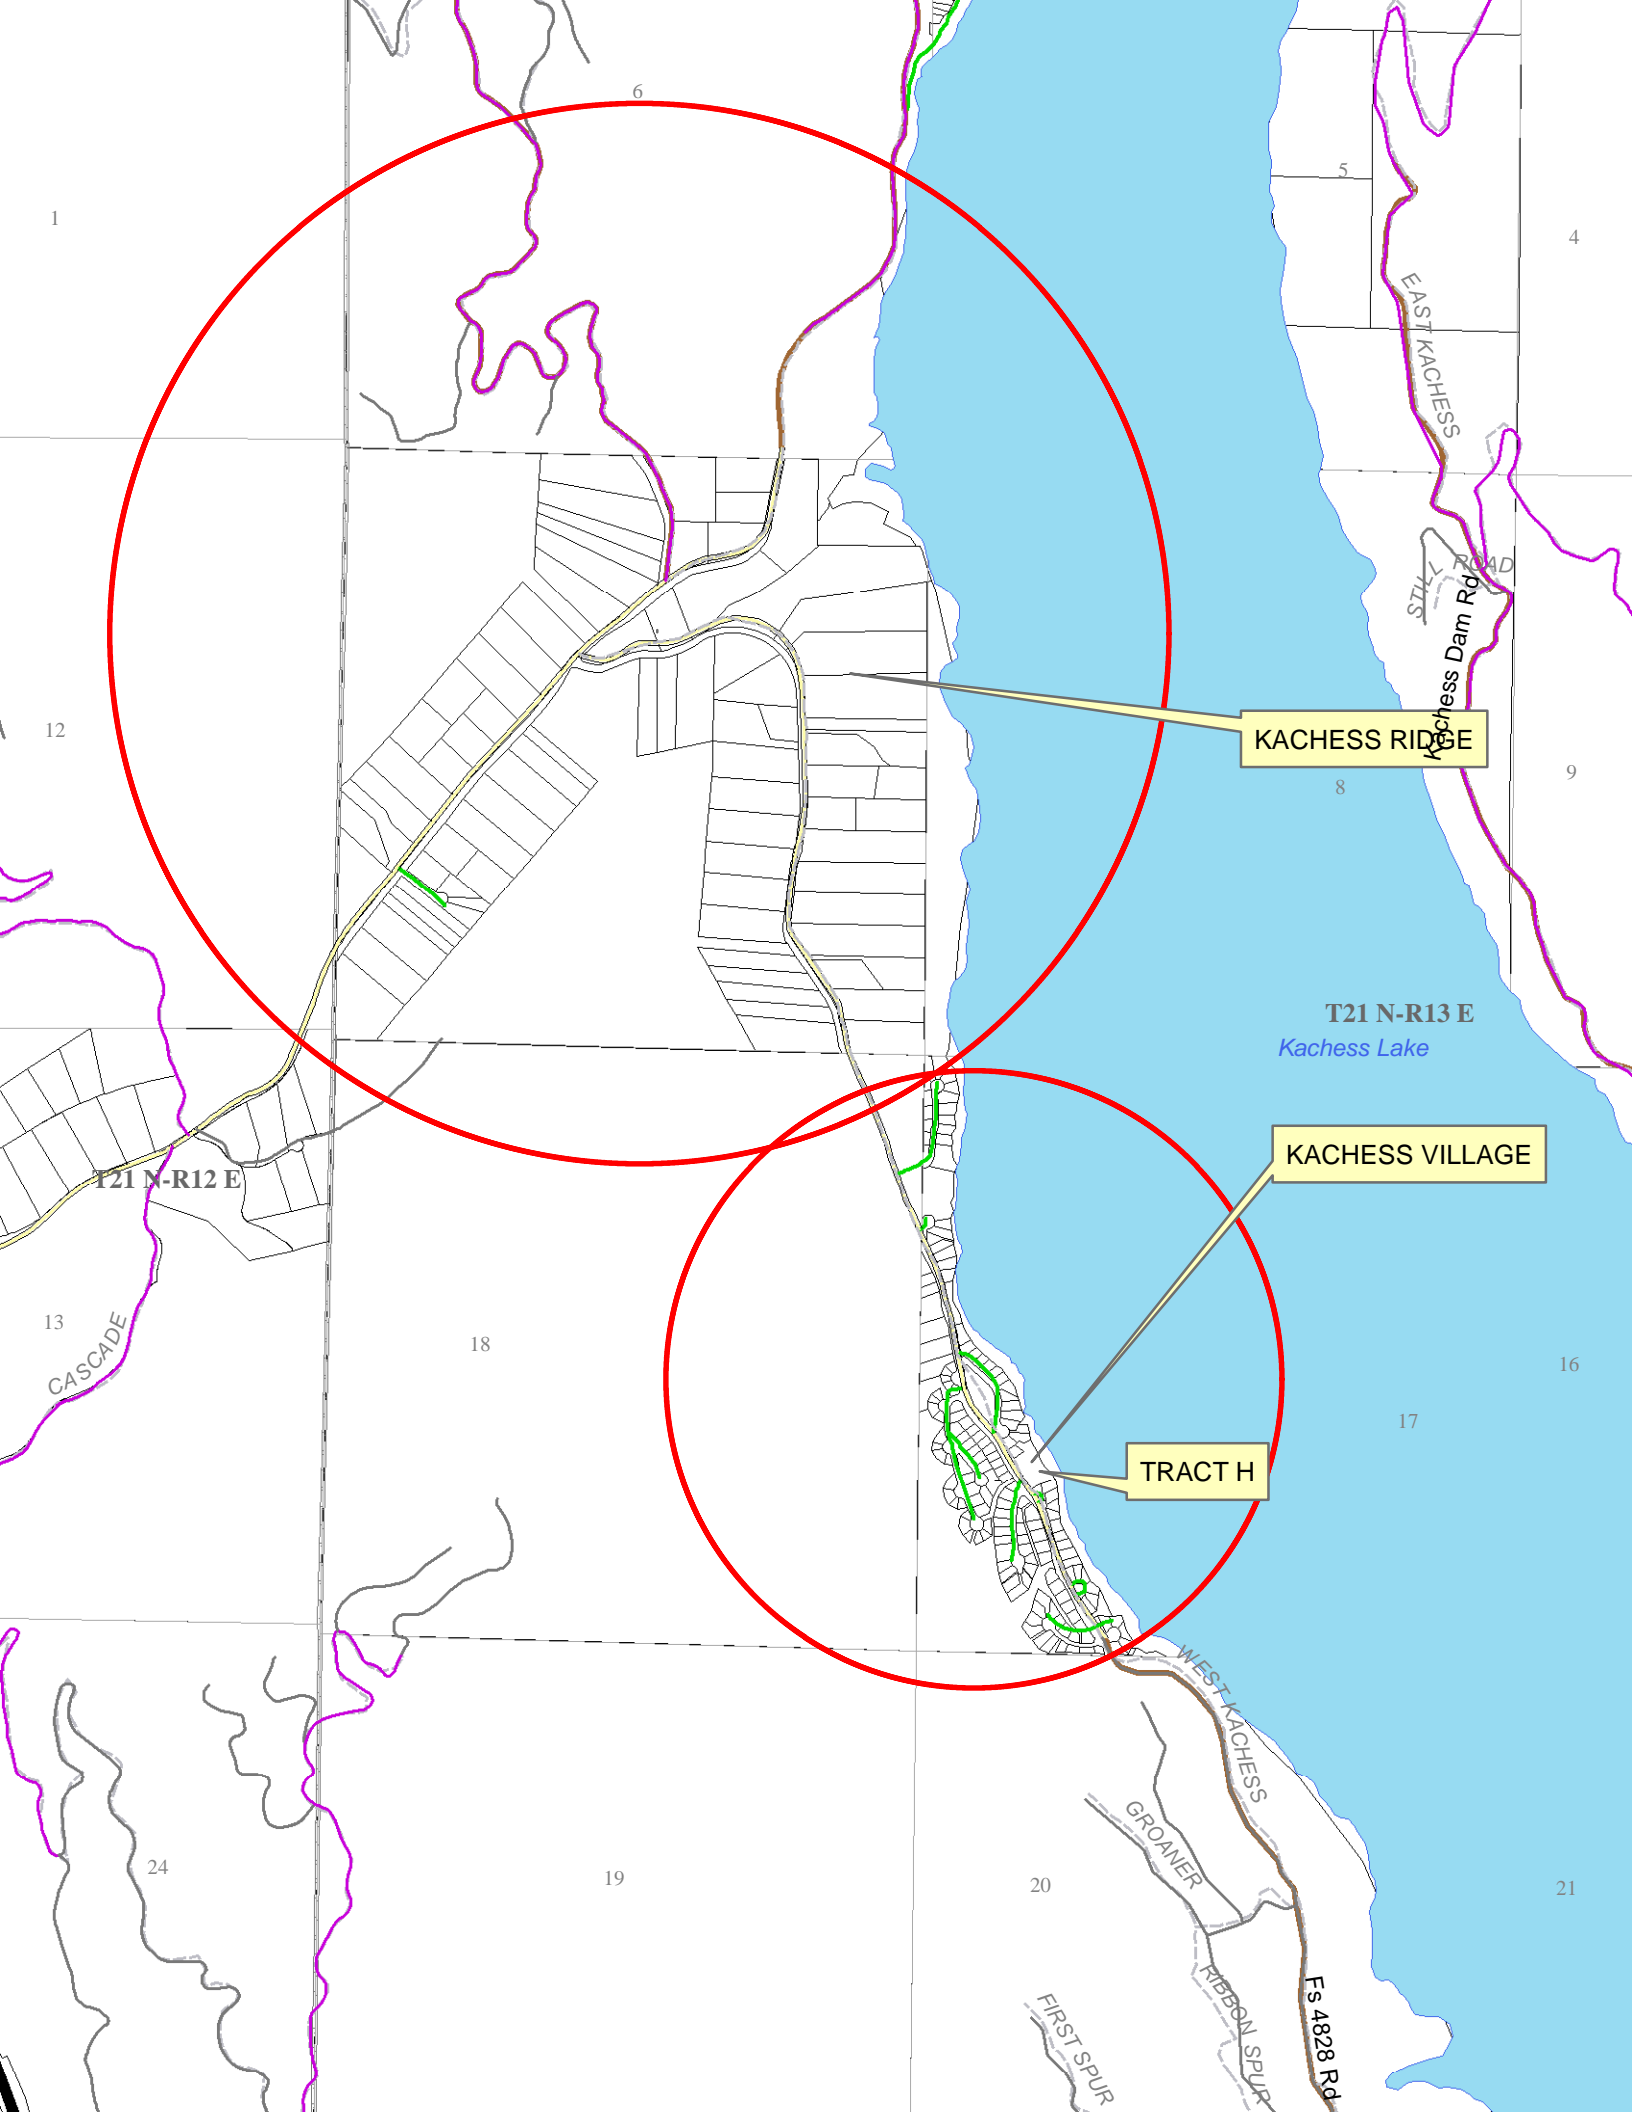 6
5
1
4
EAST KACHESS
STILL ROAD
Kachess Dam Rd
12
KACHESS RIDGE
8
9
T21 N-R13 E
Kachess Lake
KACHESS VILLAGE
T21 N-R12 E
13
CASCADE
18
16
17
TRACT H
WEST KACHESS
GROANER
24
19
20
21
RIBBON SPUR
FIRST SPUR
Fs 4828 Rd